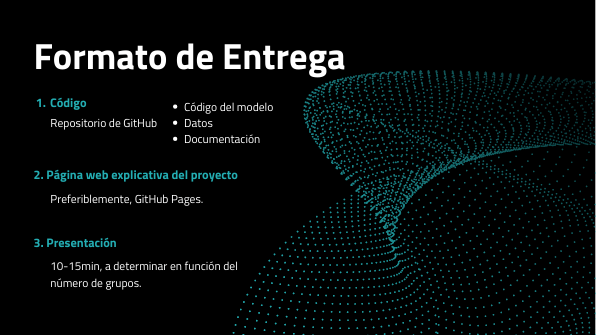 Formato de Entrega
1. Código
Repositorio de GitHub
• Código del modelo
• Datos
• Documentación
2. Página web explicativa del proyecto
Preferiblemente, GitHub Pages.
3. Presentación
10-15min, a determinar en función del
número de grupos.